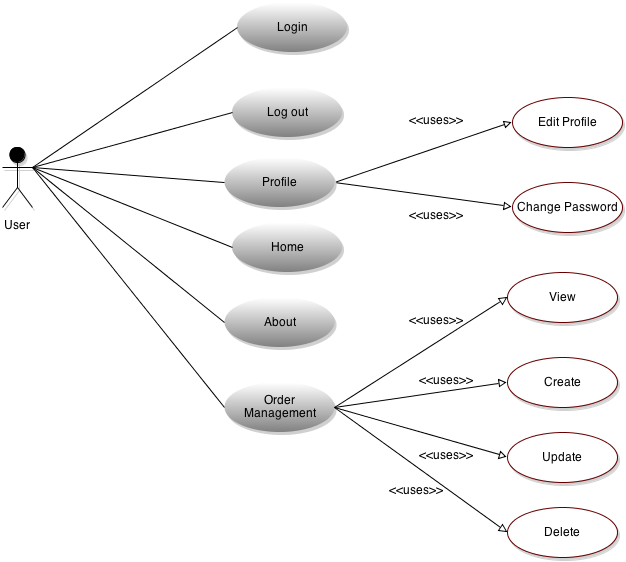 Login
Log out
<<uses>>
Edit Profile
Profile
Change Password
<<uses>>
User
Home
View
About
<<uses>>
<<uses>>
Create
Order
Management
<<uses>>
Update
<<uses>>
Delete